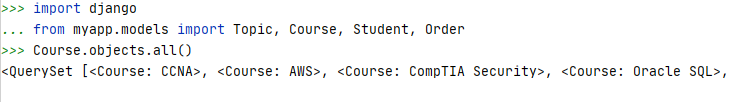 >>> import django
... from myapp.models import Topic, Course, Student, Order
>>> Course.objects.all()
<QuerySet [<Course: CCNA>, <Course: AWS>, <Course: CompTIA Security>, <Course: Oracle SQL>,